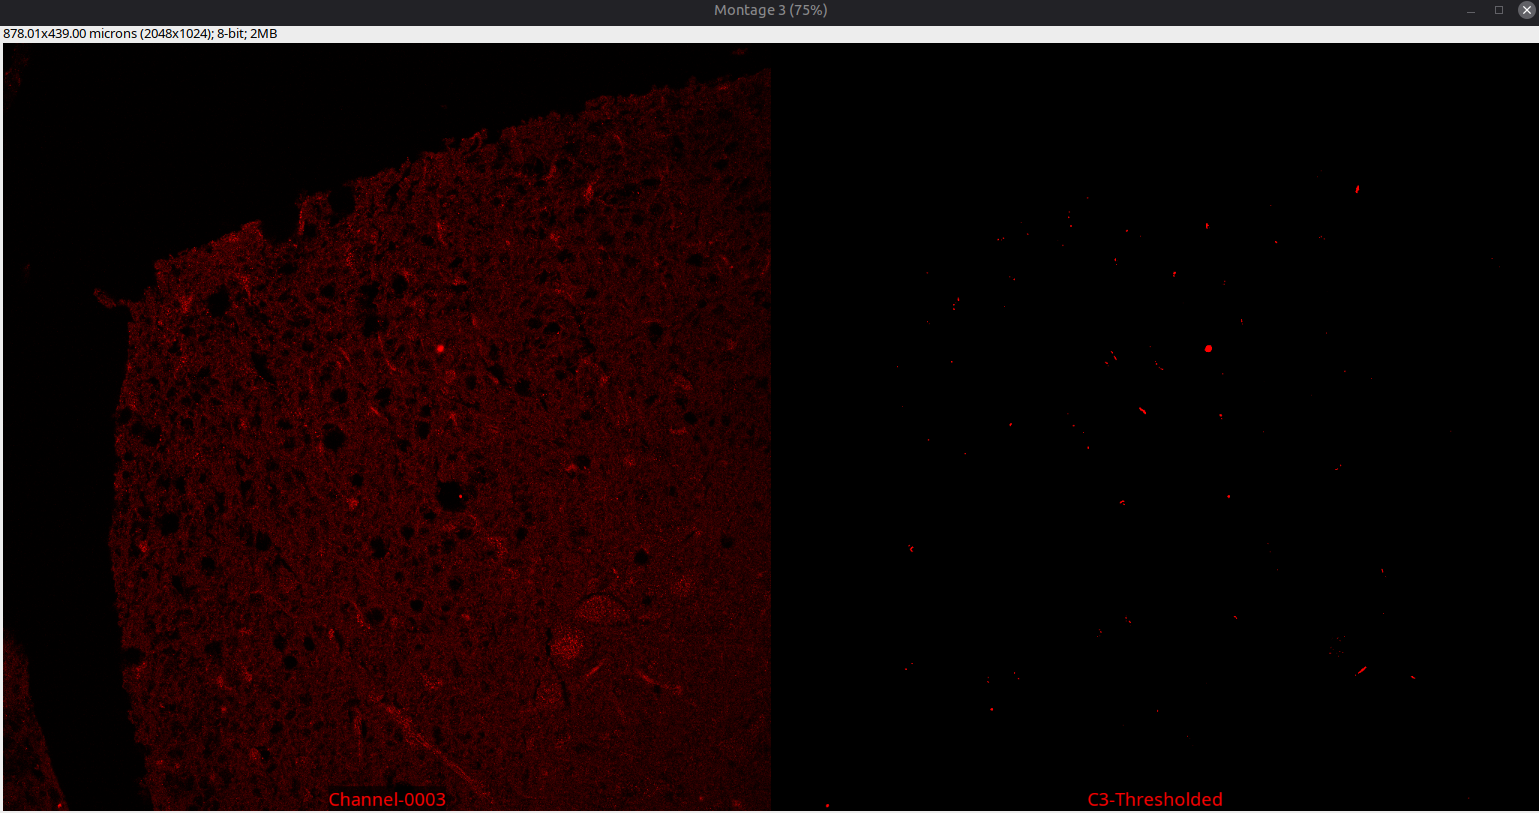 Montage 3 (75%)
878.01x439.00 microns (2048x1024); 8-bit; 2MB
Channel-0003
C3-Thresholded